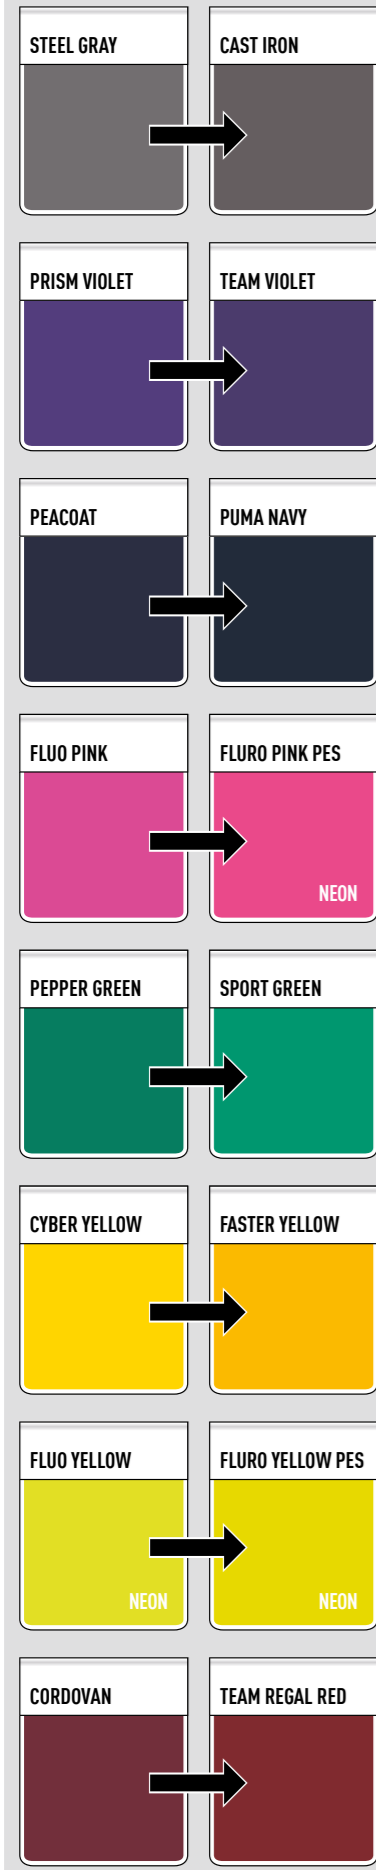 STEEL GRAY
CAST IRON
PRISM VIOLET
TEAM VIOLET
PEACOAT
PUMA NAVY
FLUO PINK
FLURO PINK PES
NEON
PEPPER GREEN
SPORT GREEN
CYBER YELLOW
FASTER YELLOW
FLUO YELLOW
FLURO YELLOW PES
NEON
NEON
CORDOVAN
TEAM REGAL RED